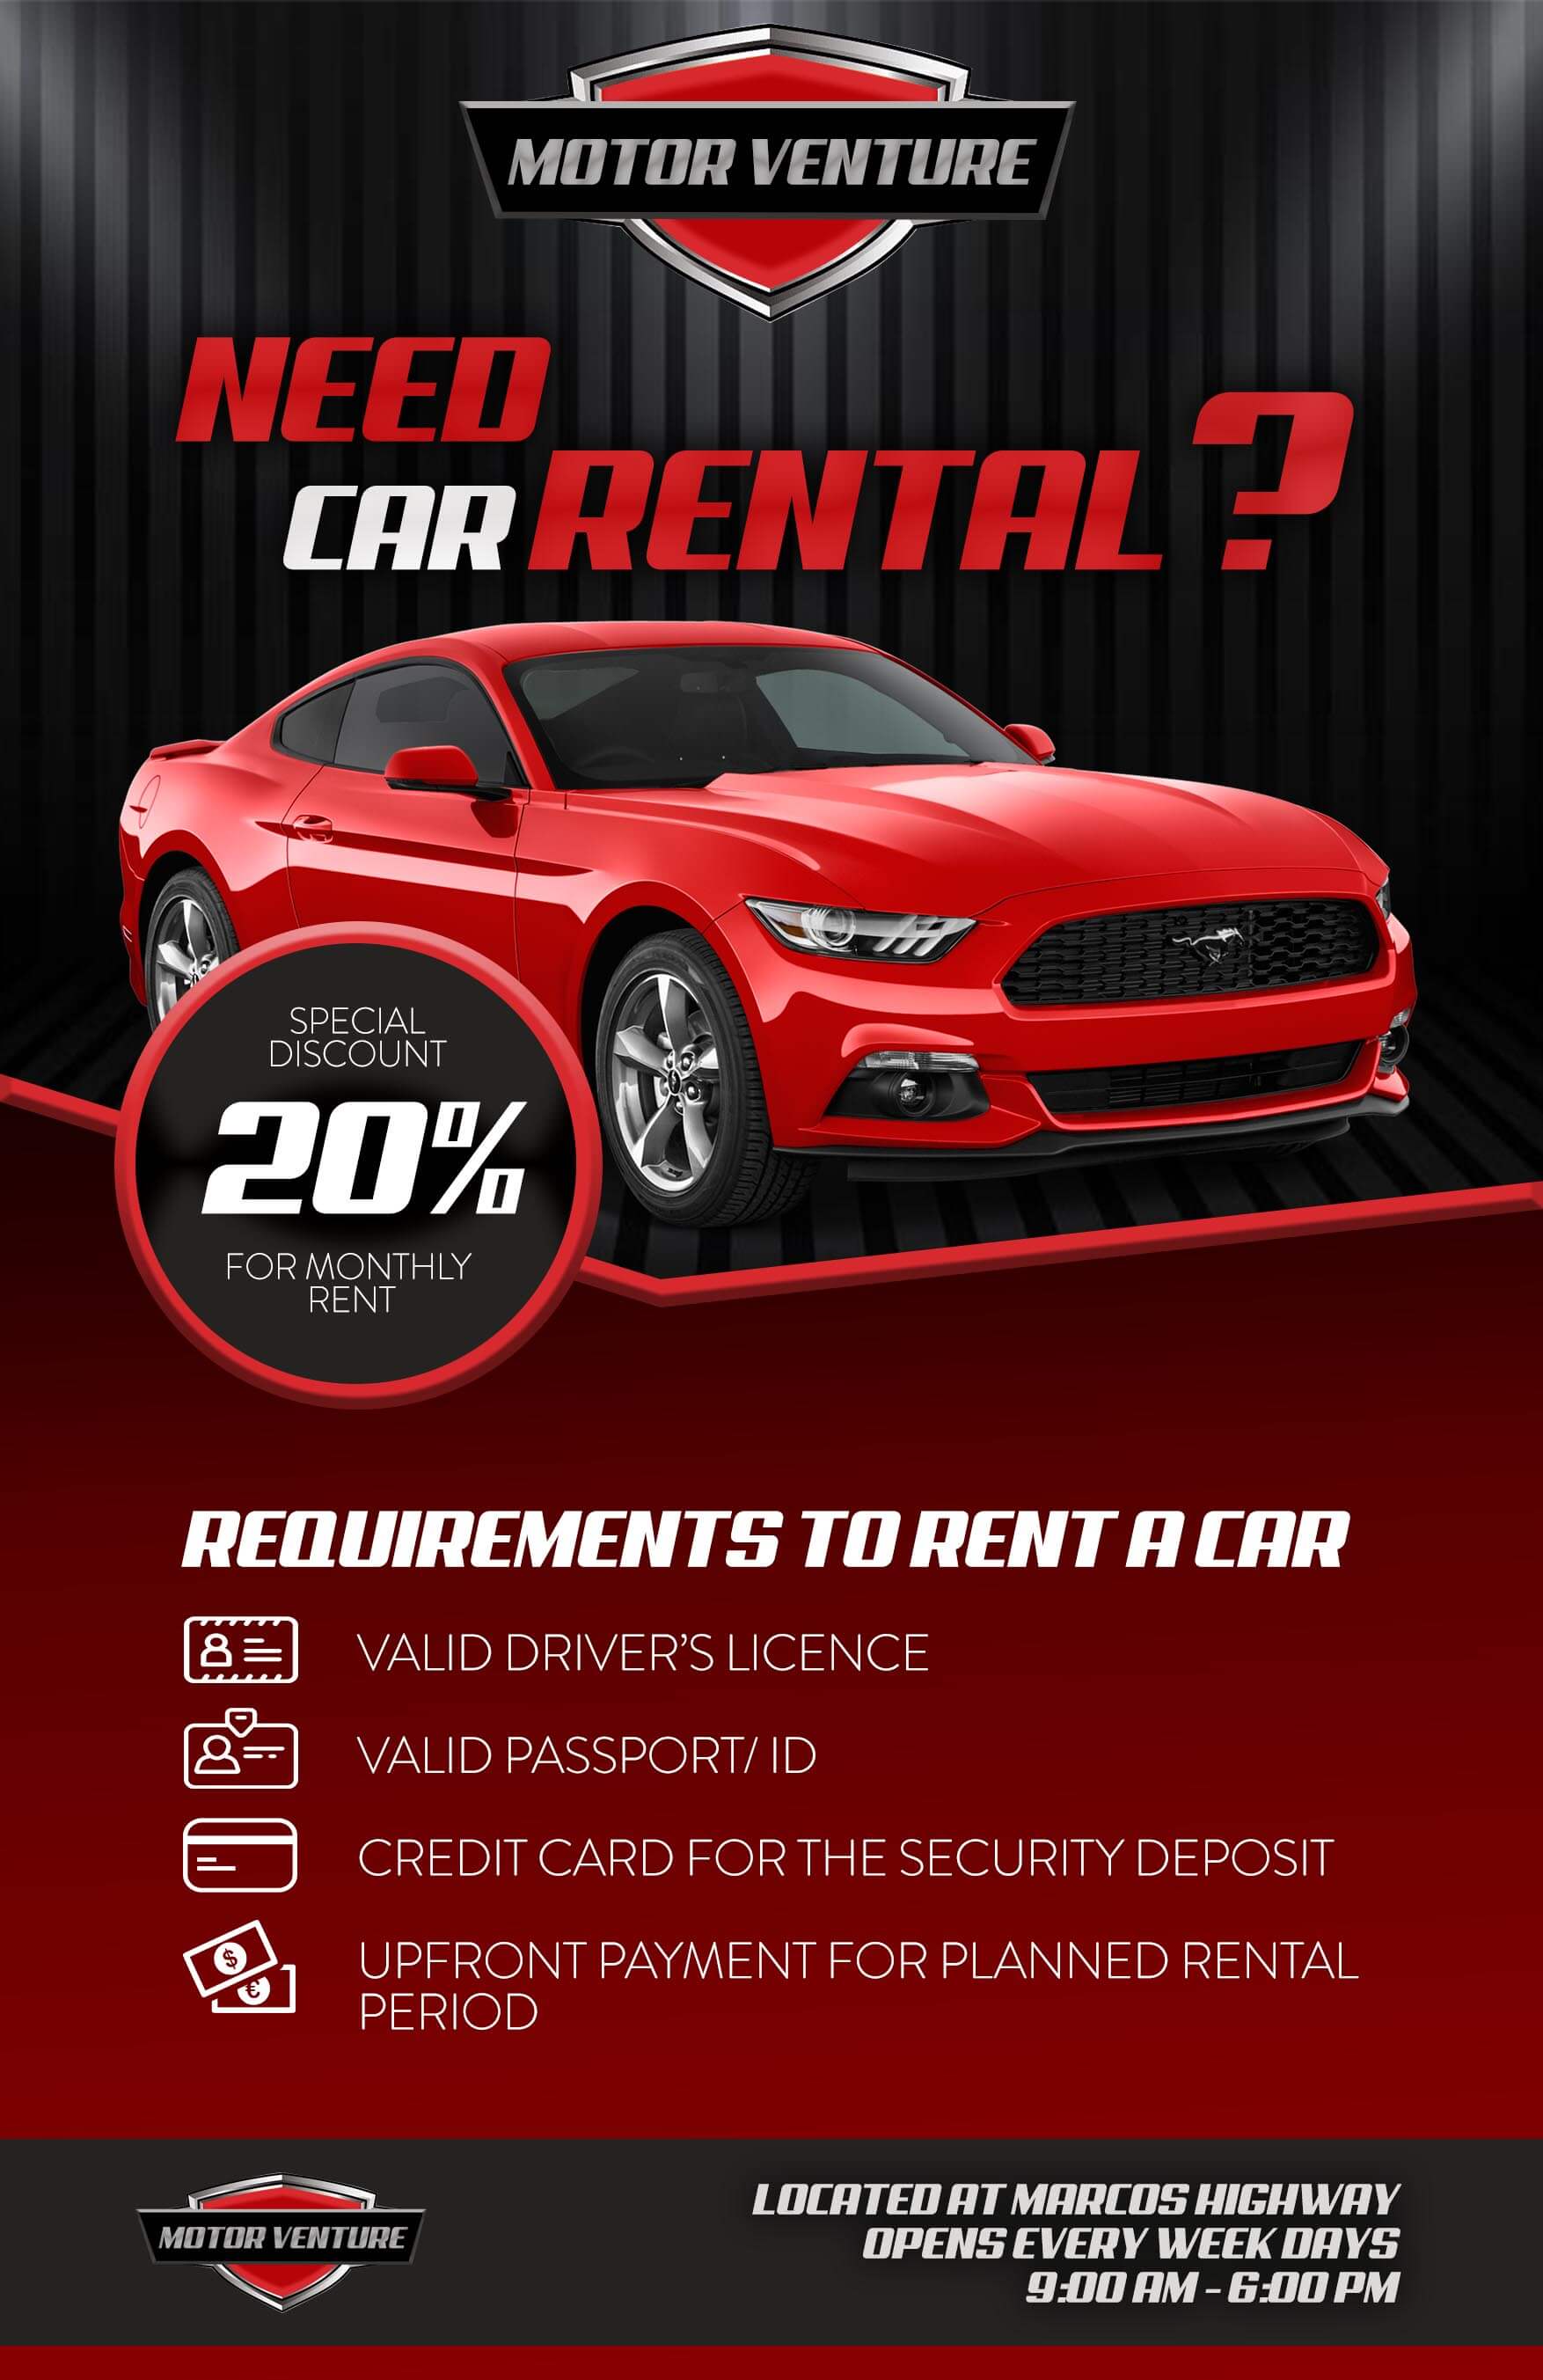 MOTOR VENTURE
NEED
CAR RENTAL ?
SPECIAL
DISCOUNT
20%
FOR MONTHLY
RENT
REQUIREMENTS TO RENT A CAR
VALID DRIVER'S LICENCE
VALID PASSPORT/ ID
CREDIT CARD FOR THE SECURITY DEPOSIT
$
€
UPFRONT PAYMENT FOR PLANNED RENTAL
PERIOD
MOTOR VENTURE
LOCATED AT MARCOS HIGHWAY
OPENS EVERY WEEK DAYS
9:00 AM - 6:00 PM